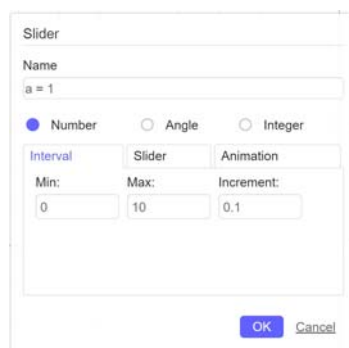 Slider
Name
a = 1
Number Angle Integer
Interval Slider Animation
Min: Max: Increment:
0 10 0.1
OK Cancel